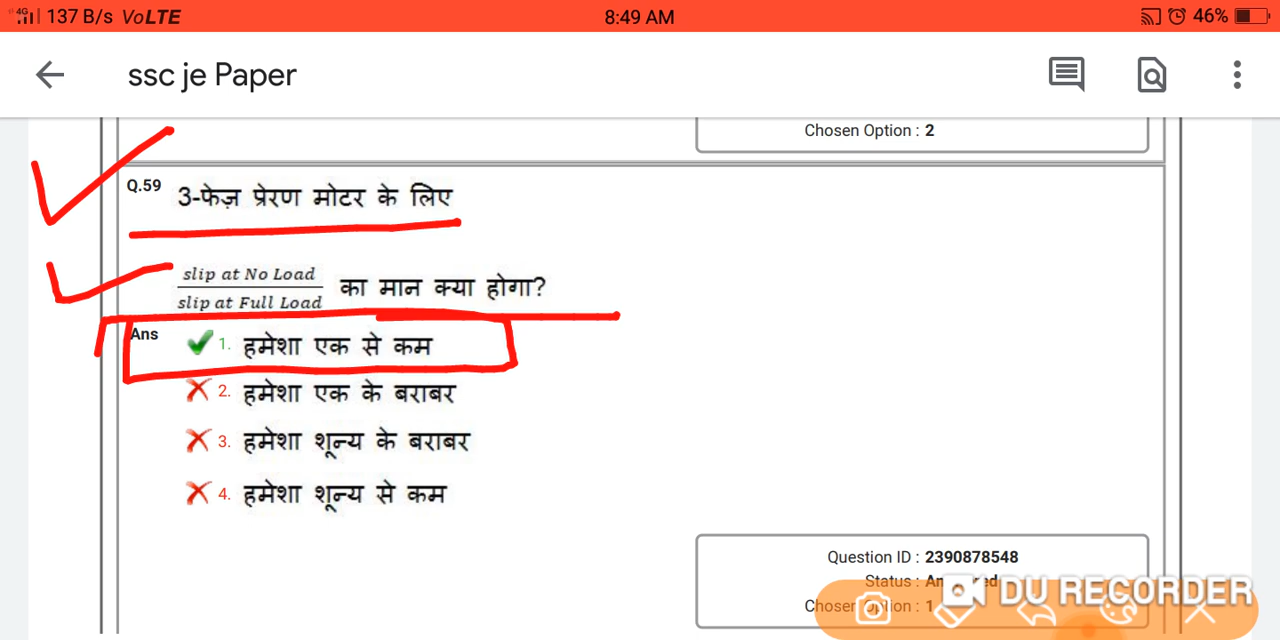 4G 137 B/s VoLTE 8:49 AM 46%
ssc je Paper
Chosen Option : 2
Q.59 3-फेज़ प्रेरण मोटर के लिए
slip at No Load
slip at Full Load
का मान क्या होगा?
Ans 1. हमेशा एक से कम
2. हमेशा एक के बराबर
3. हमेशा शून्य के बराबर
4. हमेशा शून्य से कम
Question ID : 2390878548
Status :
DU RECORDER
Chosen Option : 1